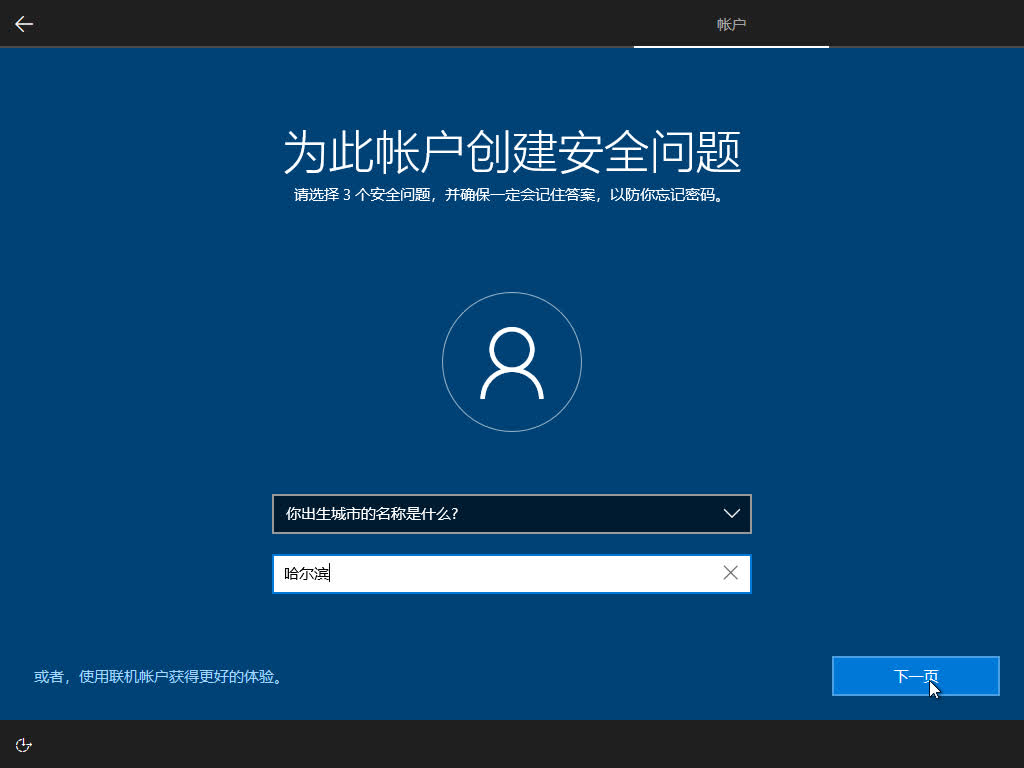 帐户
为此帐户创建安全问题
请选择 3 个安全问题，并确保一定会记住答案，以防你忘记密码。
你出生城市的名称是什么?
哈尔滨
或者，使用联机帐户获得更好的体验。
下一页